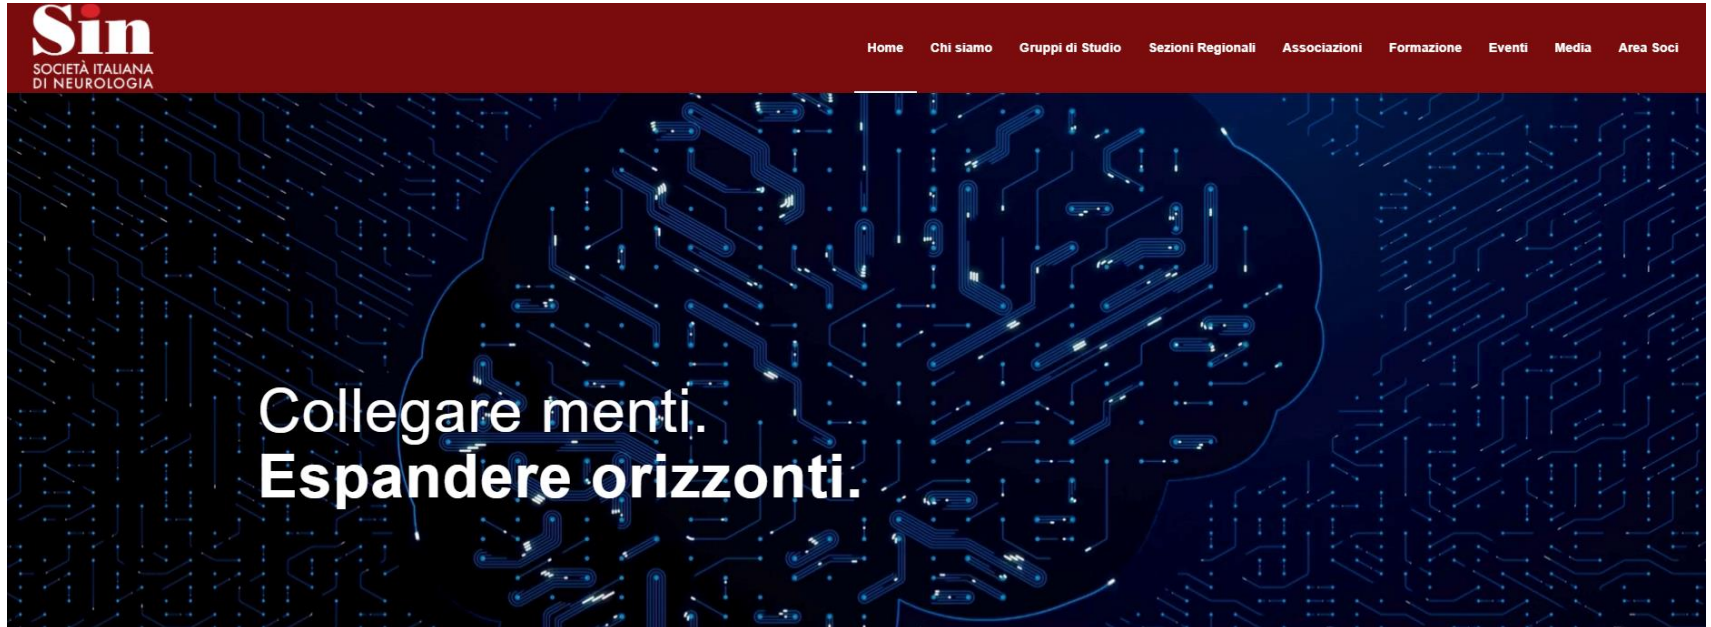 Sin
SOCIETÀ ITALIANA
DI NEUROLOGIA
Home Chi siamo Gruppi di Studio Sezioni Regionali Associazioni Formazione Eventi Media Area Soci
Collegare menti.
Espandere orizzonti.